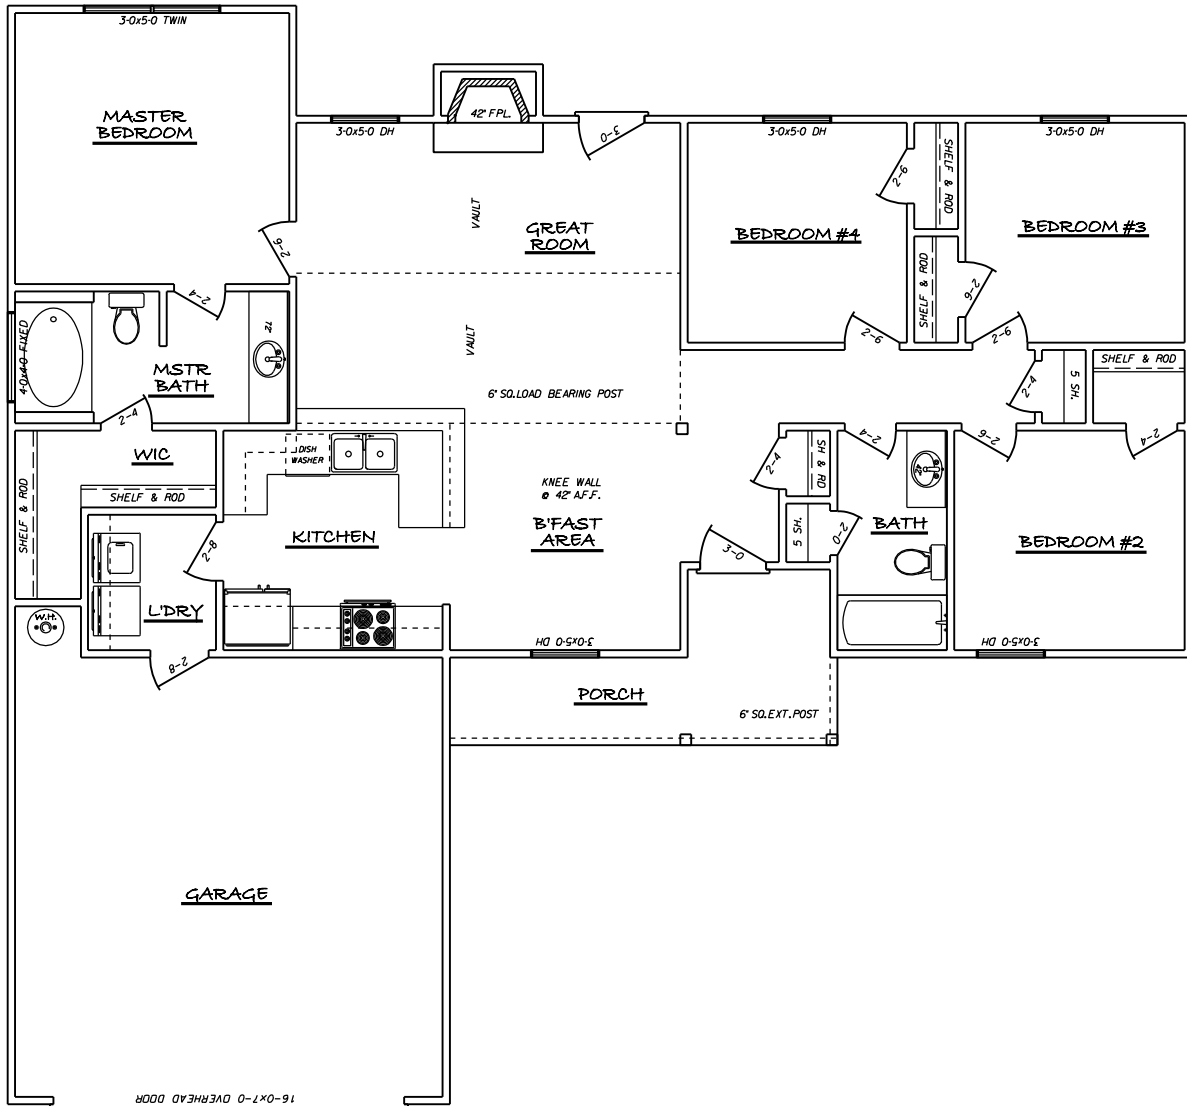 3-0x5-0 TWIN
MASTER
BEDROOM
42" FPL.
3-0x5-0 DH
3-0
3-0x5-0 DH
3-0x5-0 DH
SHELF & ROD
2-6
VAULT
GREAT
ROOM
BEDROOM #4
BEDROOM #3
2-6
SHELF & ROD
2-6
2-4
72"
4-0x4-0 FIXED
VAULT
2-6
2-6
MSTR
BATH
6" SQ.LOAD BEARING POST
2-4
5 SH.
SHELF & ROD
2-4
2-4
2-6
2-4
WIC
DISH
WASHER
SH & RD
2-4
42"
SHELF & ROD
SHELF & ROD
KNEE WALL
@ 42" A.F.F.
B'FAST
AREA
KITCHEN
2-8
3-0
5 SH.
2-0
BATH
BEDROOM #2
L'DRY
W.H.
2-8
3-0x5-0 DH
3-0x5-0 DH
PORCH
6" SQ.EXT.POST
GARAGE
16-0x7-0 OVERHEAD DOOR